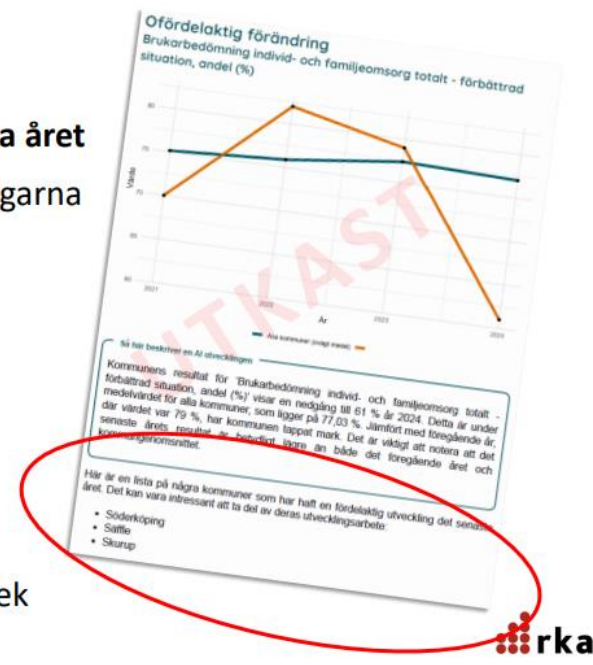 a året
garna
ek
Ofördelaktig förändring
Brukarbedömning individ- och familjeomsorg totalt - förbättrad
situation, andel (%)
80
75
70
65
60
Värde
2021
2022
2023
2024
År
Alla kommuner (ovägt medel)
UTKAST
Så här beskriver en AI utvecklingen
Kommunens resultat för 'Brukarbedömning individ- och familjeomsorg totalt -
förbättrad situation, andel (%)' visar en nedgång till 61 % år 2024. Detta är under
medelvärdet för alla kommuner, som ligger på 77,03 %. Jämfört med föregående år,
där värdet var 79 %, har kommunen tappat mark. Det är viktigt att notera att det
senaste årets resultat är betydligt lägre än både det föregående året och
kommungenomsnittet.
Här är en lista på några kommuner som har haft en fördelaktig utveckling det senaste
året. Det kan vara intressant att ta del av deras utvecklingsarbete:
• Söderköping
• Säffle
• Skurup
rka